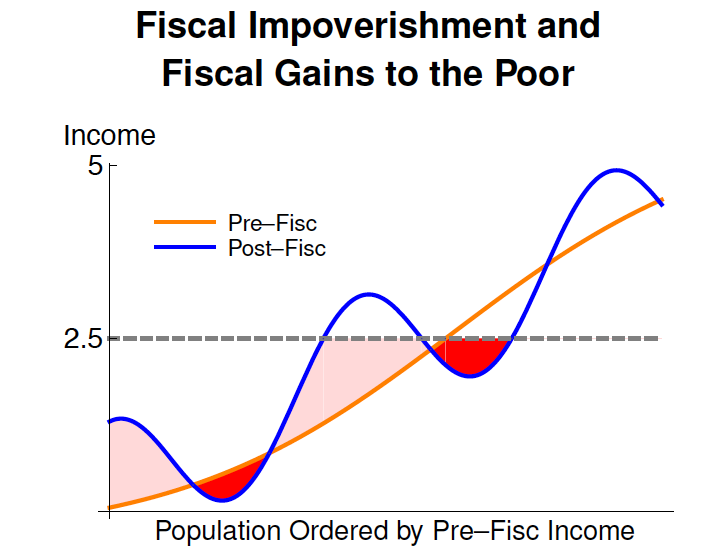 Fiscal Impoverishment and
Fiscal Gains to the Poor
Income
5
Pre–Fisc
Post–Fisc
2.5
Population Ordered by Pre–Fisc Income